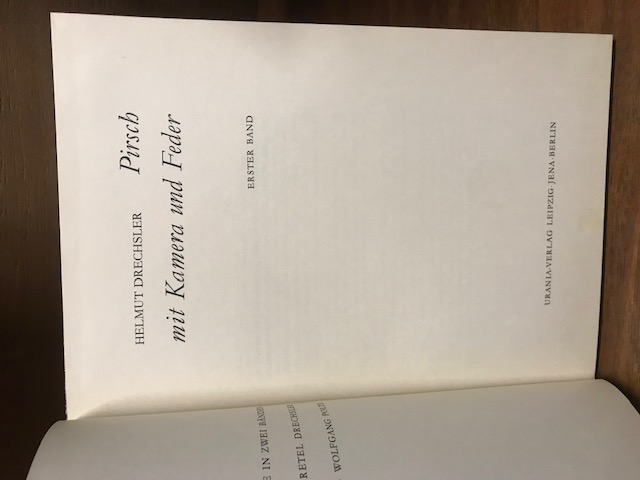 HELMUT DRECHSLER Pirsch
mit Kamera und Feder
ERSTER BAND
URANIA-VERLAG LEIPZIG·JENA·BERLIN
IN ZWEI BÄNDEN
DRECHSLER
WOLFGANG